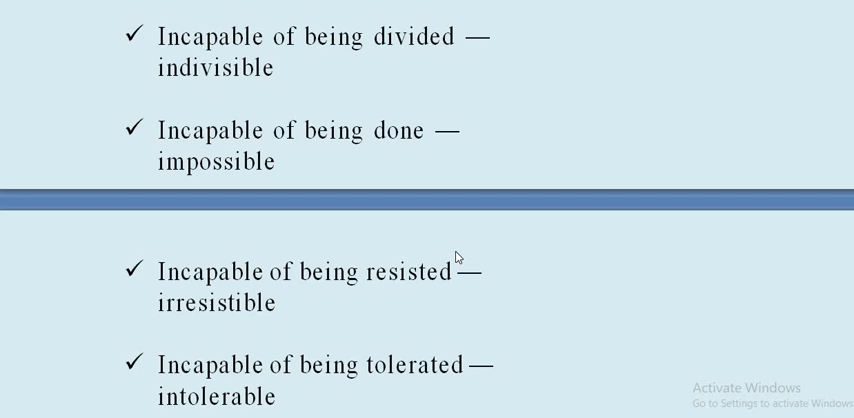 ✓ Incapable of being divided —
indivisible
✓ Incapable of being done —
impossible
✓ Incapable of being resisted —
irresistible
✓ Incapable of being tolerated —
intolerable
Activate Windows
Go to Settings to activate Windows